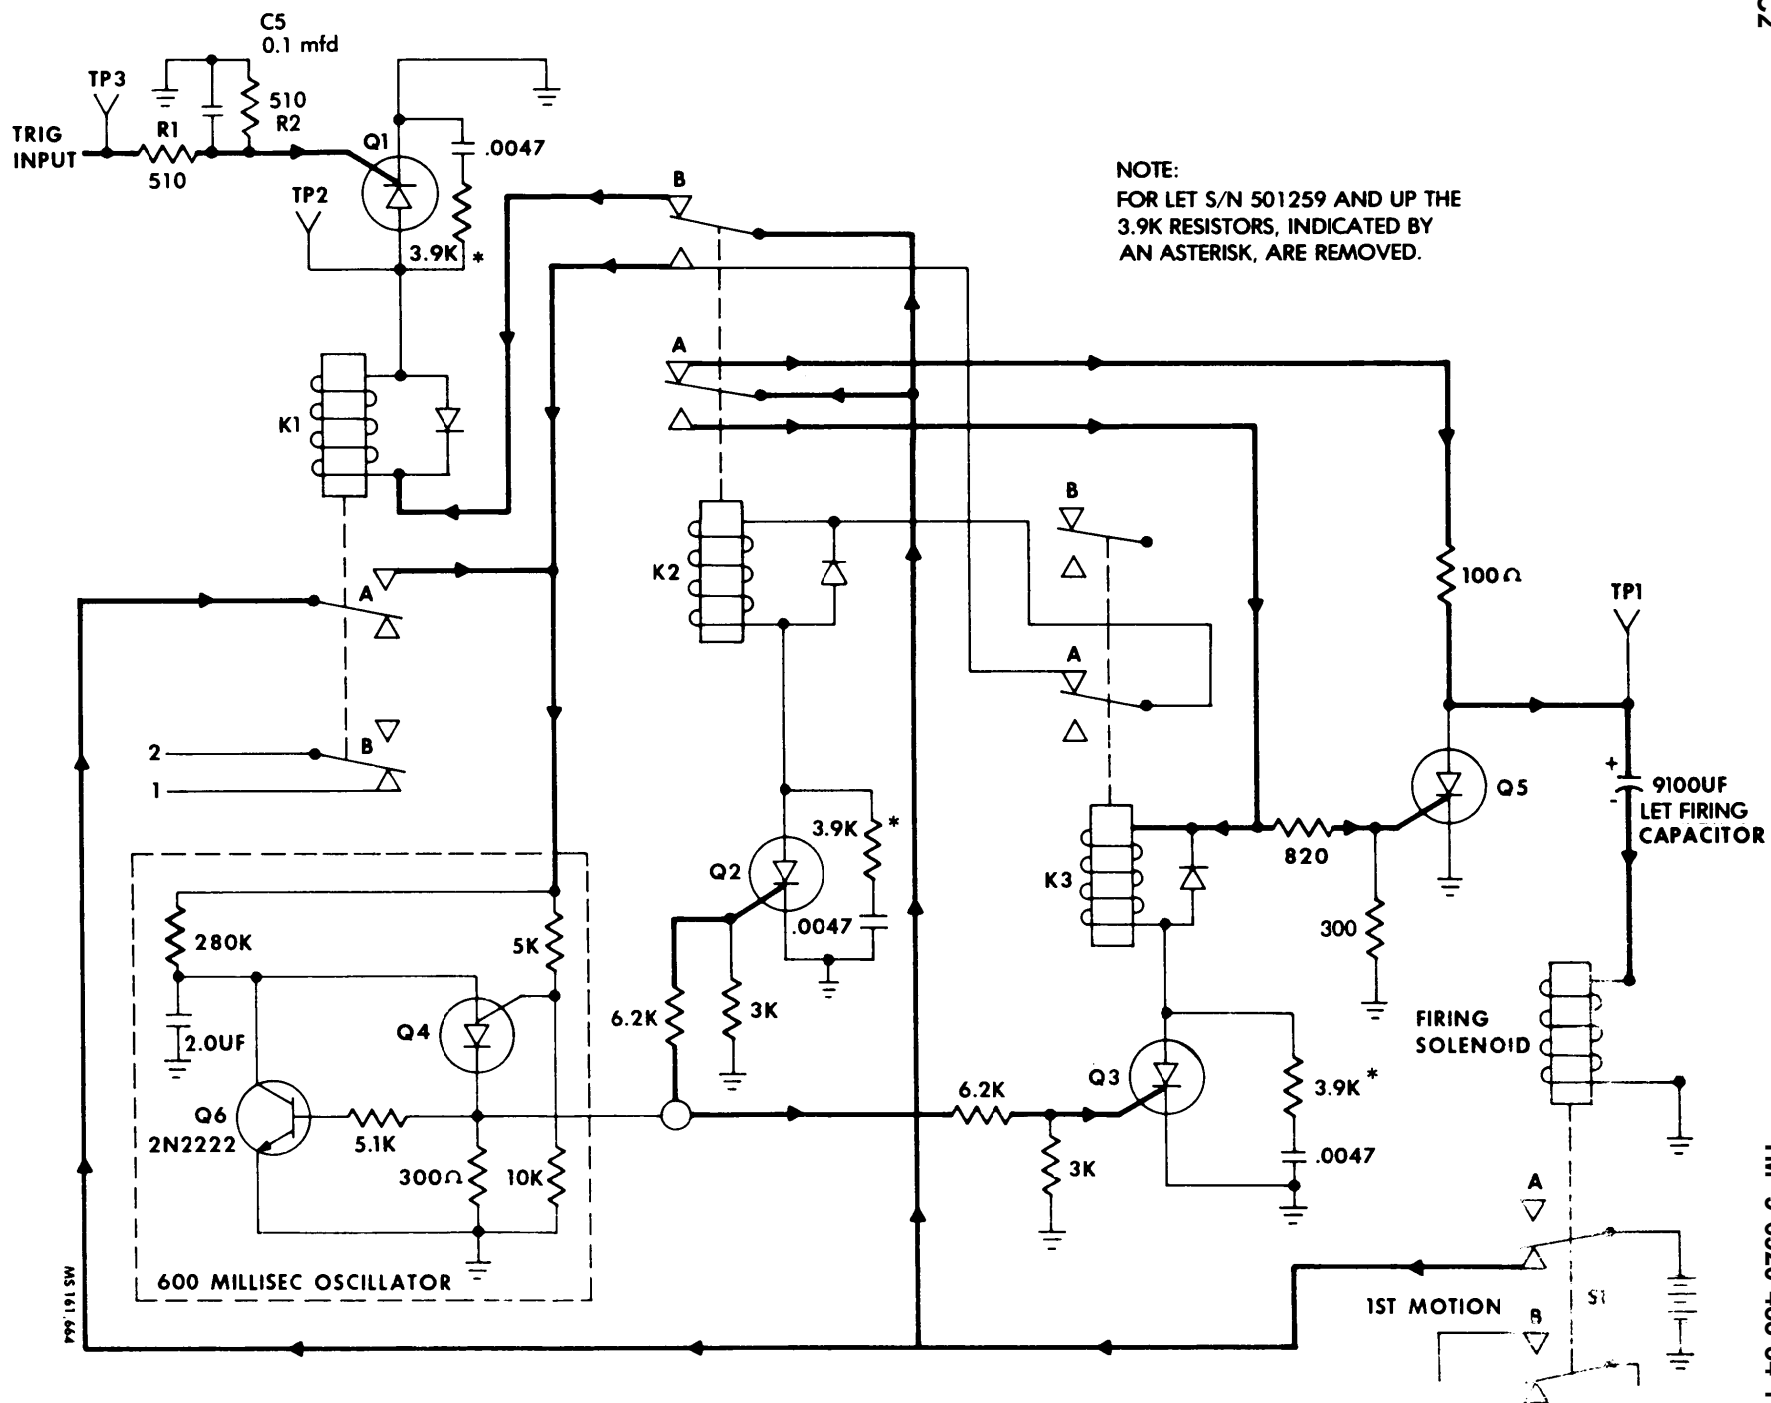 C5
0.1 mfd
TP3
510
R2
R1
TRIG
INPUT
510
Q1
.0047
TP2
3.9K *
B
NOTE:
FOR LET S/N 501259 AND UP THE
3.9K RESISTORS, INDICATED BY
AN ASTERISK, ARE REMOVED.
A
K1
B
K2
100Ω
TP1
A
A
2
B
1
+
-
9100UF
LET FIRING
CAPACITOR
Q5
3.9K *
820
Q2
K3
.0047
300
280K
5K
6.2K
3K
Q4
2.0UF
FIRING
SOLENOID
Q3
6.2K
3.9K *
Q6
2N2222
5.1K
300Ω
10K
3K
.0047
A
600 MILLISEC OSCILLATOR
1ST MOTION
S1
B
MS 161.664